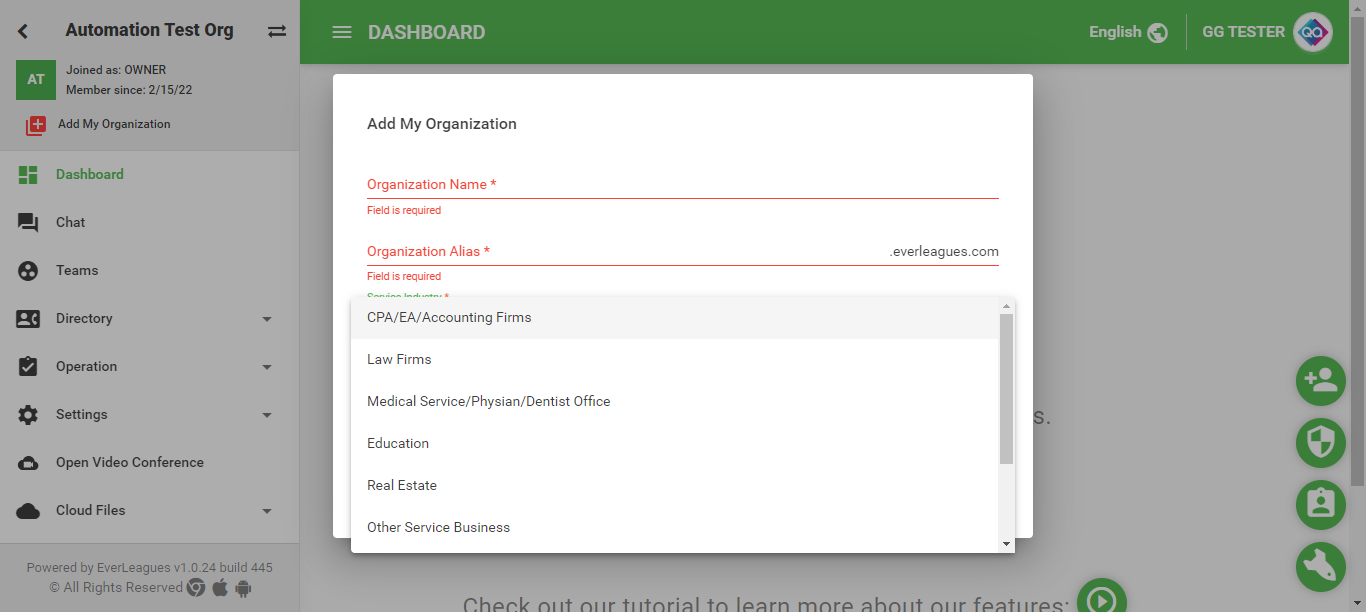 Automation Test Org
AT
Joined as: OWNER
Member since: 2/15/22
Add My Organization
Dashboard
Chat
Teams
Directory
Operation
Settings
Open Video Conference
Cloud Files
Powered by EverLeagues v1.0.24 build 445
© All Rights Reserved
DASHBOARD
English
GG TESTER
QA
Add My Organization
Organization Name *
Field is required
Organization Alias *
.everleagues.com
Field is required
Service Industry *
CPA/EA/Accounting Firms
Law Firms
Medical Service/Physian/Dentist Office
Education
Real Estate
Other Service Business
s.
Check out our tutorial to learn more about our features: